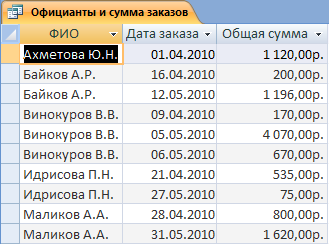 Официанты и сумма заказов
ФИО Дата заказа Общая сумма
Ахметова Ю.Н. 01.04.2010 1 120,00р.
Байков А.Р. 16.04.2010 200,00р.
Байков А.Р. 12.05.2010 1 196,00р.
Винокуров В.В. 09.04.2010 170,00р.
Винокуров В.В. 05.05.2010 4 070,00р.
Винокуров В.В. 06.05.2010 670,00р.
Идрисова П.Н. 21.04.2010 535,00р.
Идрисова П.Н. 27.05.2010 75,00р.
Маликов А.А. 28.04.2010 800,00р.
Маликов А.А. 31.05.2010 1 620,00р.